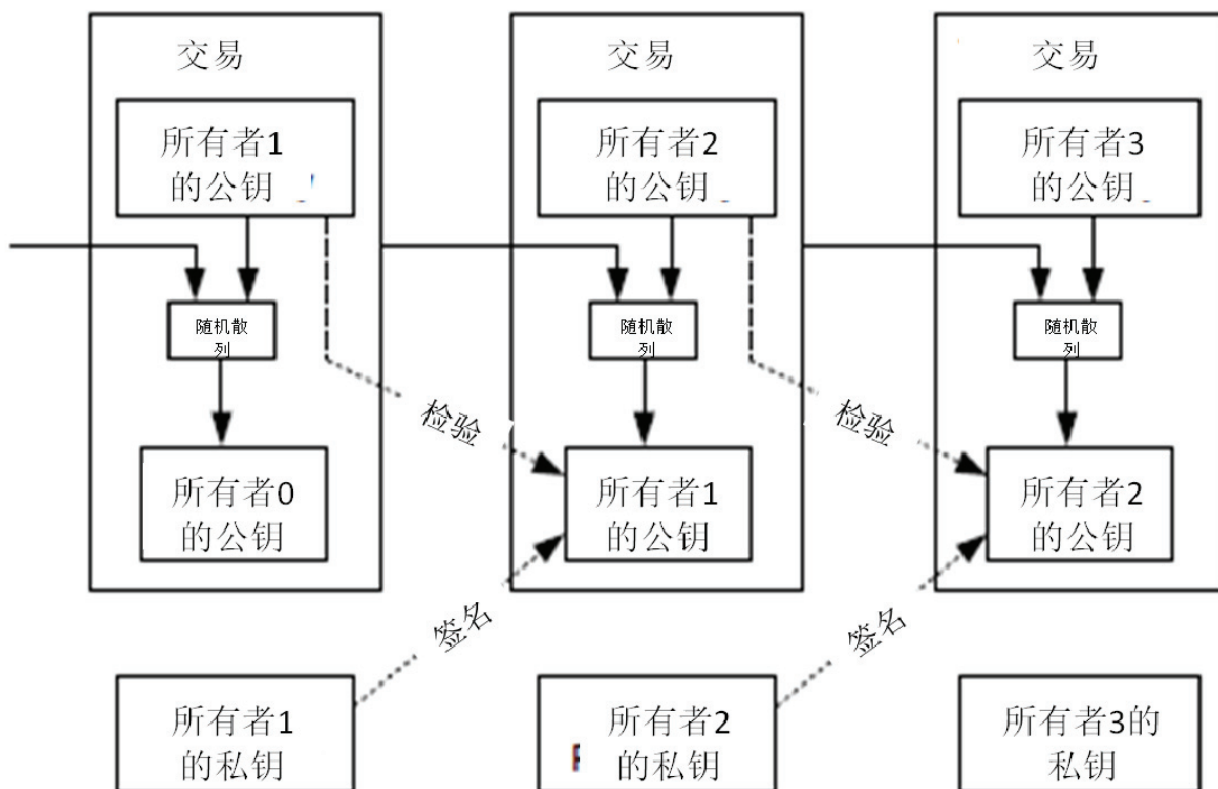 交易
所有者1
的公钥
随机散
列
所有者0
的公钥
交易
所有者2
的公钥
随机散
列
所有者1
的公钥
交易
所有者3
的公钥
随机散
列
所有者2
的公钥
检验
检验
签名
签名
所有者1
的私钥
所有者2
的私钥
所有者3的
私钥